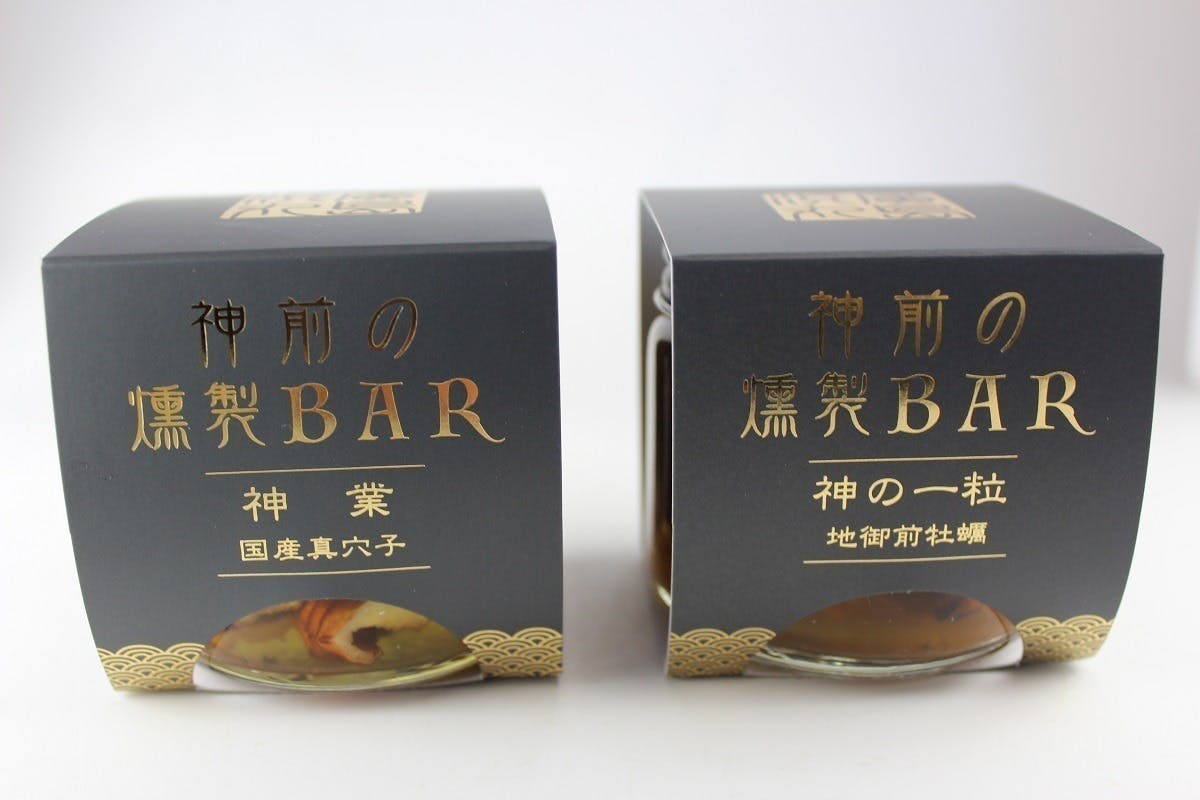 神前の
燻製BAR
神業
国産真穴子
神前の
燻製BAR
神の一粒
地御前牡蠣